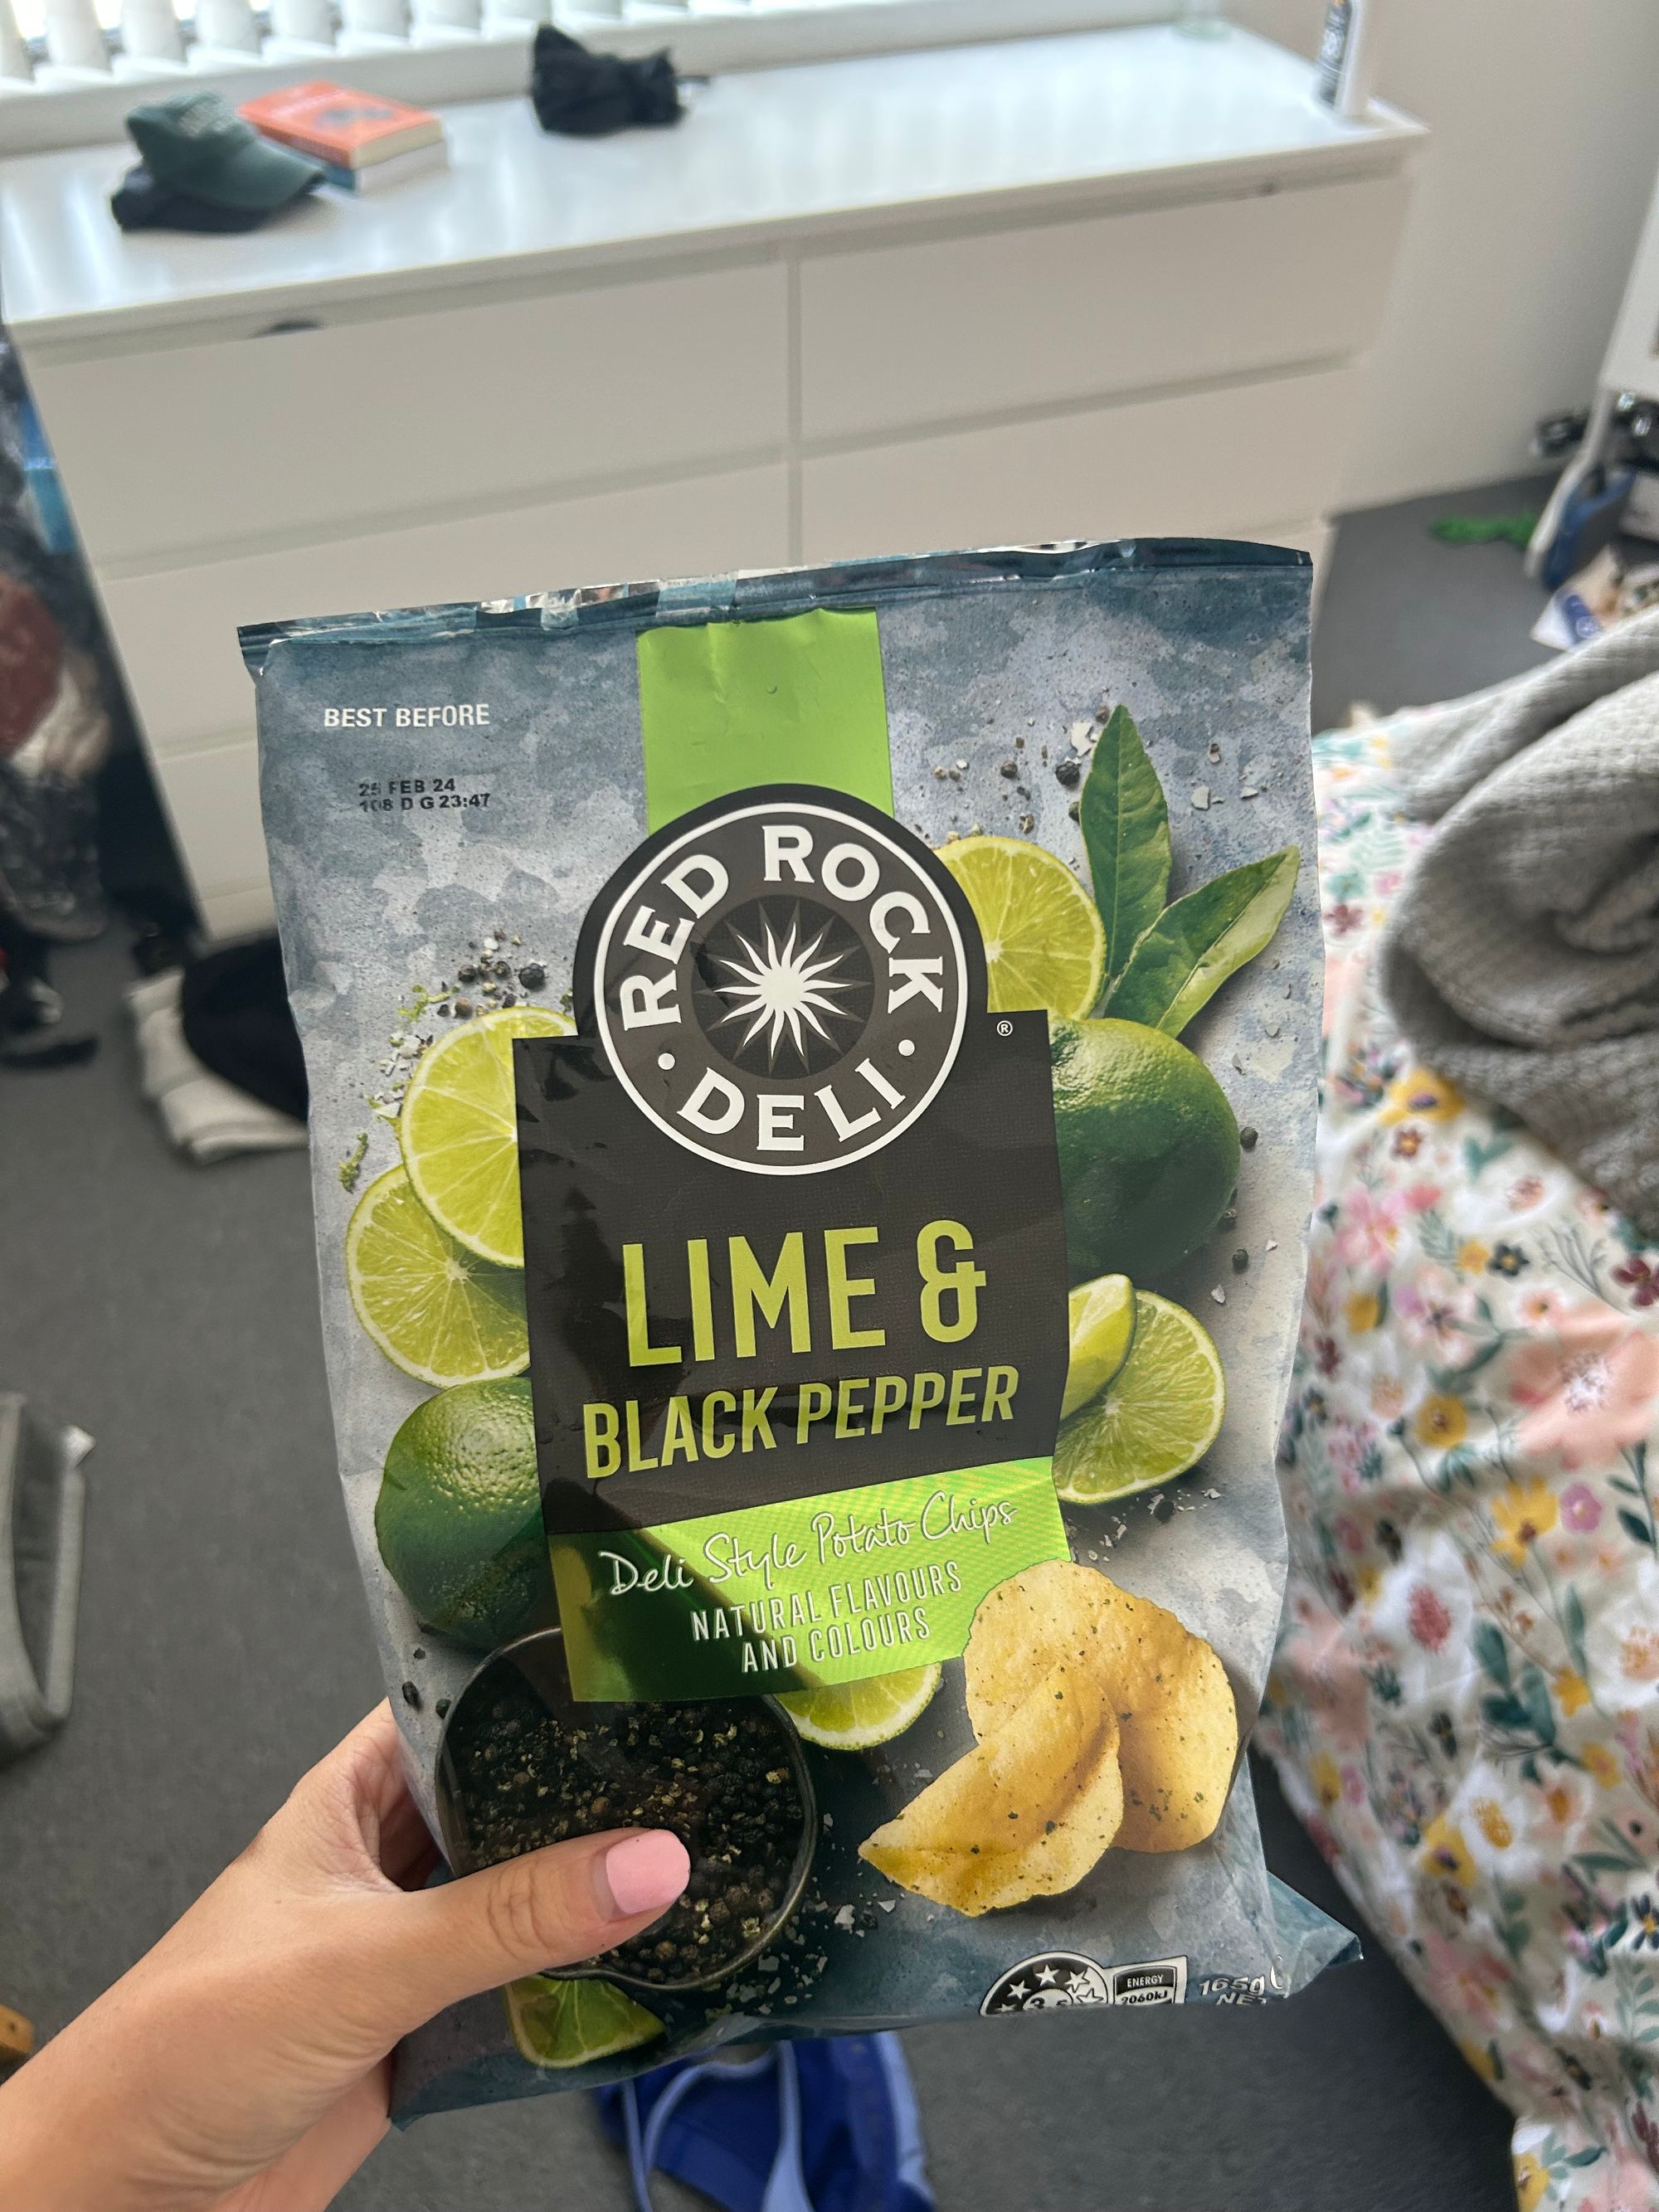 BEST BEFORE
25 FEB 24
108 D G 23:47
RED ROCK
DELI
®
LIME &
BLACK PEPPER
Deli Style Potato Chips
NATURAL FLAVOURS
AND COLOURS
ENERGY
2060kJ
165g
NET